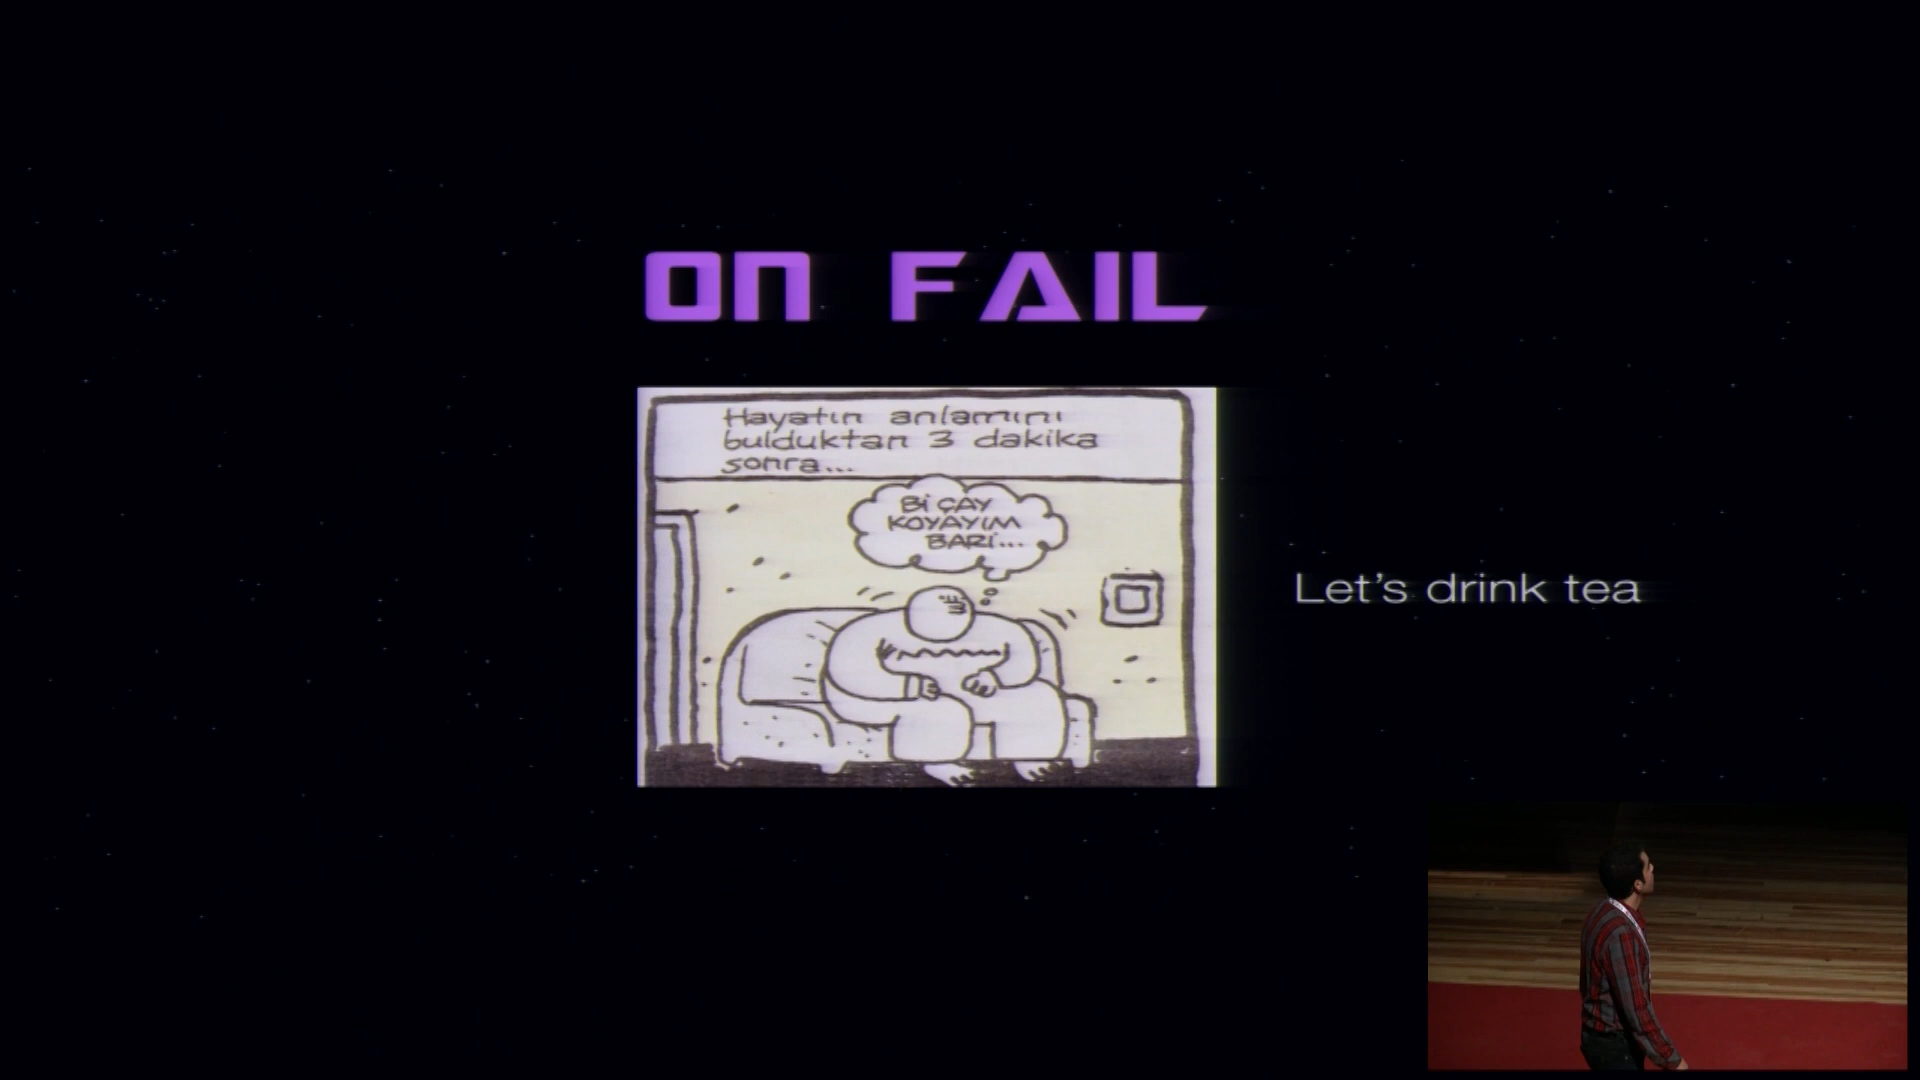 ON FAIL
Hayatın anlamını
bulduktan 3 dakika
sonra...
Bİ ÇAY
KOYAYIM
BARİ...
Let's drink tea